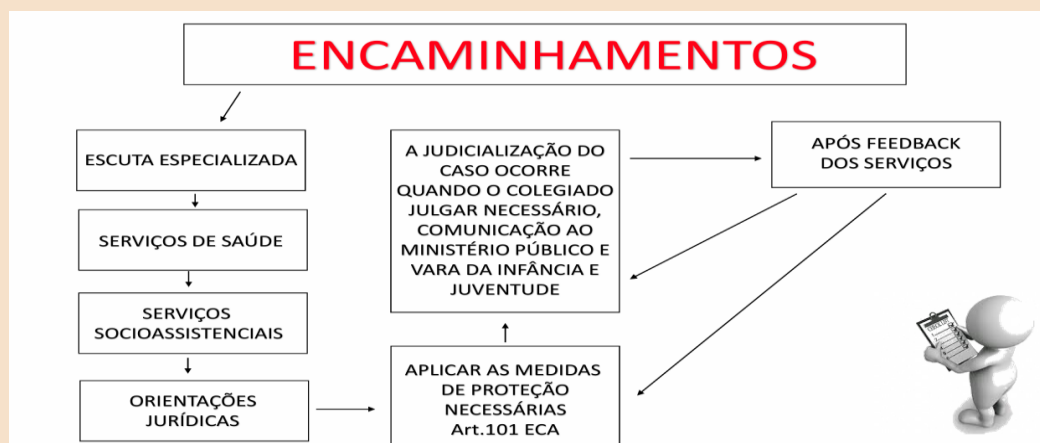 ENCAMINHAMENTOS
ESCUTA ESPECIALIZADA
SERVIÇOS DE SAÚDE
SERVIÇOS
SOCIOASSISTENCIAIS
ORIENTAÇÕES
JURÍDICAS
A JUDICIALIZAÇÃO DO
CASO OCORRE
QUANDO O COLEGIADO
JULGAR NECESSÁRIO,
COMUNICAÇÃO AO
MINISTÉRIO PÚBLICO E
VARA DA INFÂNCIA E
JUVENTUDE
APLICAR AS MEDIDAS
DE PROTEÇÃO
NECESSÁRIAS
Art.101 ECA
APÓS FEEDBACK
DOS SERVIÇOS
CHECKLIST